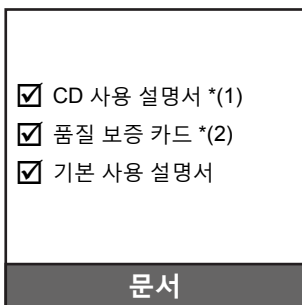 ☑ CD 사용 설명서 *(1)
☑ 품질 보증 카드 *(2)
☑ 기본 사용 설명서
문서